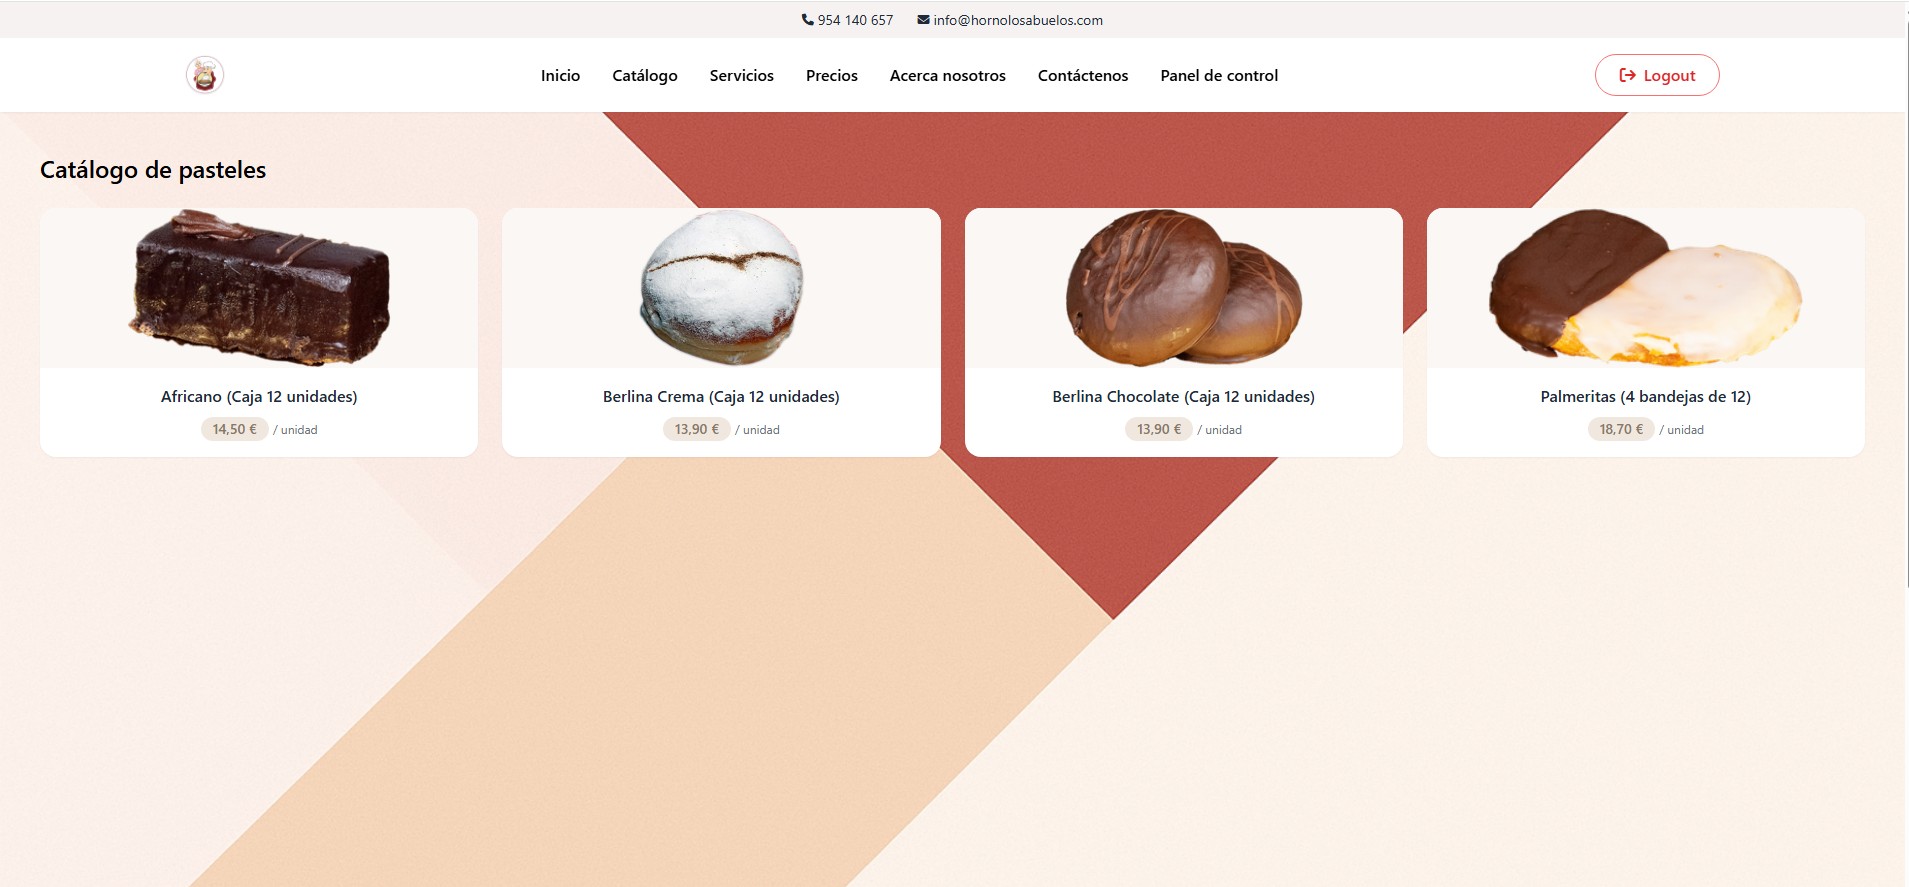 954 140 657 info@hornolosabuelos.com
Inicio Catálogo Servicios Precios Acerca nosotros Contáctenos Panel de control Logout
Catálogo de pasteles
Africano (Caja 12 unidades)
14,50 € / unidad
Berlina Crema (Caja 12 unidades)
13,90 € / unidad
Berlina Chocolate (Caja 12 unidades)
13,90 € / unidad
Palmeritas (4 bandejas de 12)
18,70 € / unidad